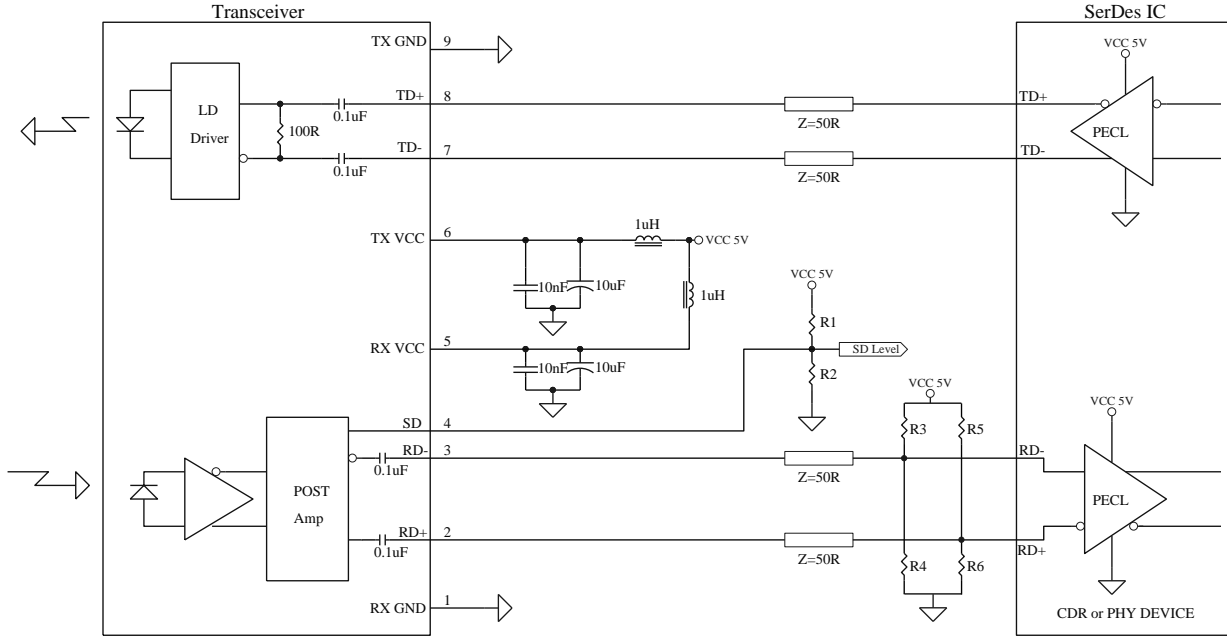 Transceiver
SerDes IC
TX GND 9
VCC 5V
LD
Driver
100R
0.1uF
TD+ 8
Z=50R
TD+
PECL
0.1uF
TD- 7
Z=50R
TD-
TX VCC 6
1uH
VCC 5V
10nF
10uF
1uH
VCC 5V
R1
RX VCC 5
SD Level
10nF
10uF
R2
VCC 5V
VCC 5V
SD 4
R3
R5
RD- 3
0.1uF
Z=50R
RD-
POST
Amp
PECL
RD+ 2
0.1uF
Z=50R
RD+
R4
R6
RX GND 1
CDR or PHY DEVICE